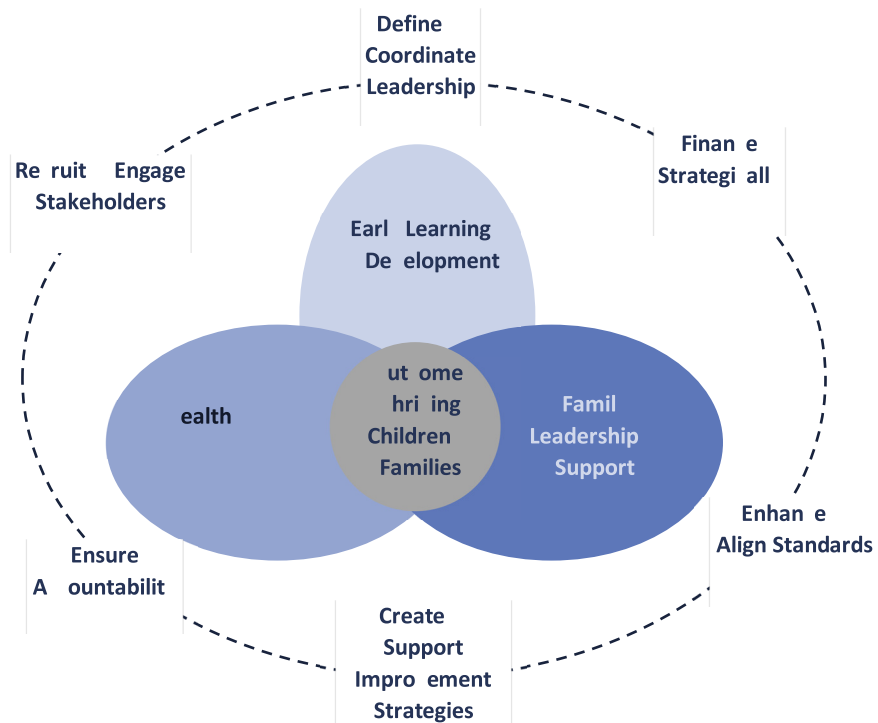 Define
Coordinate
Leadership
Finan e
Strategi all
Re ruit Engage
Stakeholders
Earl Learning
De elopment
ut ome
hri ing
Children
Families
ealth
Famil
Leadership
Support
Enhan e
Align Standards
Ensure
A ountabilit
Create
Support
Impro ement
Strategies